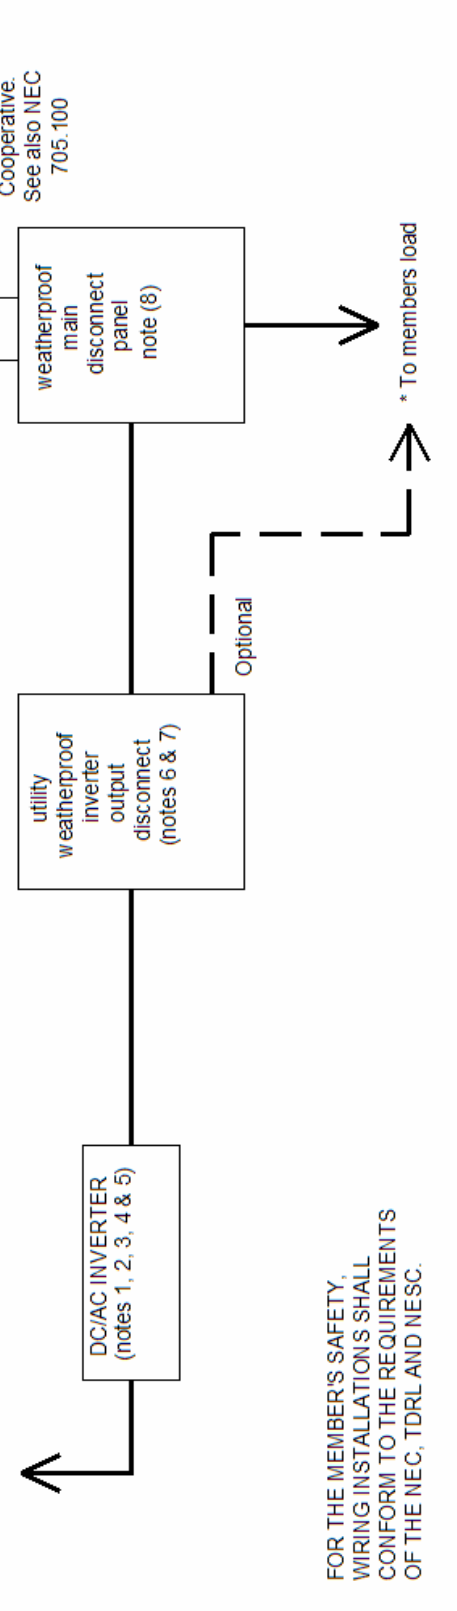 Cooperative.
See also NEC
705.100
weatherproof
main
disconnect
panel
note (8)
* To members load
Optional
utility
weatherproof
inverter
output
disconnect
(notes 6 & 7)
DC/AC INVERTER
(notes 1, 2, 3, 4 & 5)
FOR THE MEMBER'S SAFETY,
WIRING INSTALLATIONS SHALL
CONFORM TO THE REQUIREMENTS
OF THE NEC, TDRL AND NESC.